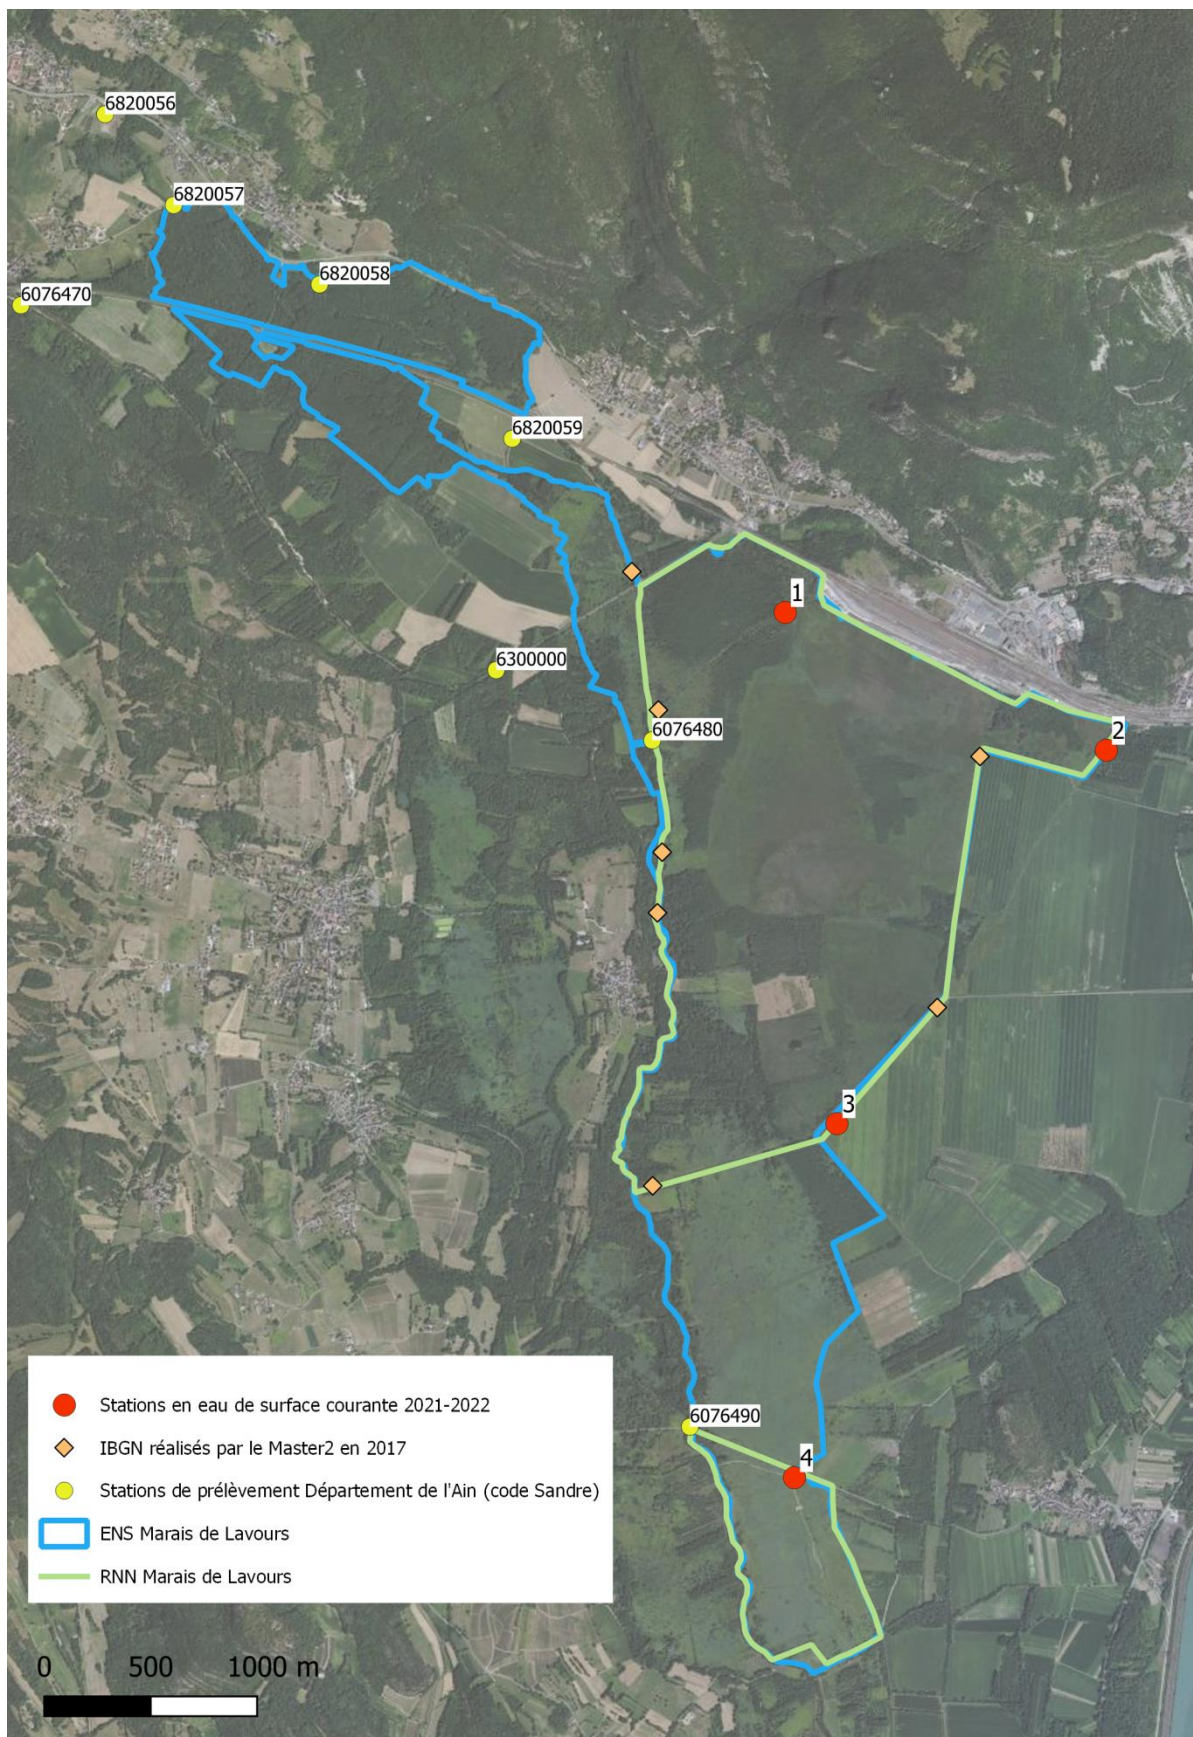 6820056
6820057
6820058
6076470
6820059
1
6300000
6076480
2
3
6076490
4
Stations en eau de surface courante 2021-2022
IBGN réalisés par le Master2 en 2017
Stations de prélèvement Département de l'Ain (code Sandre)
ENS Marais de Lavours
RNN Marais de Lavours
0 500 1000 m